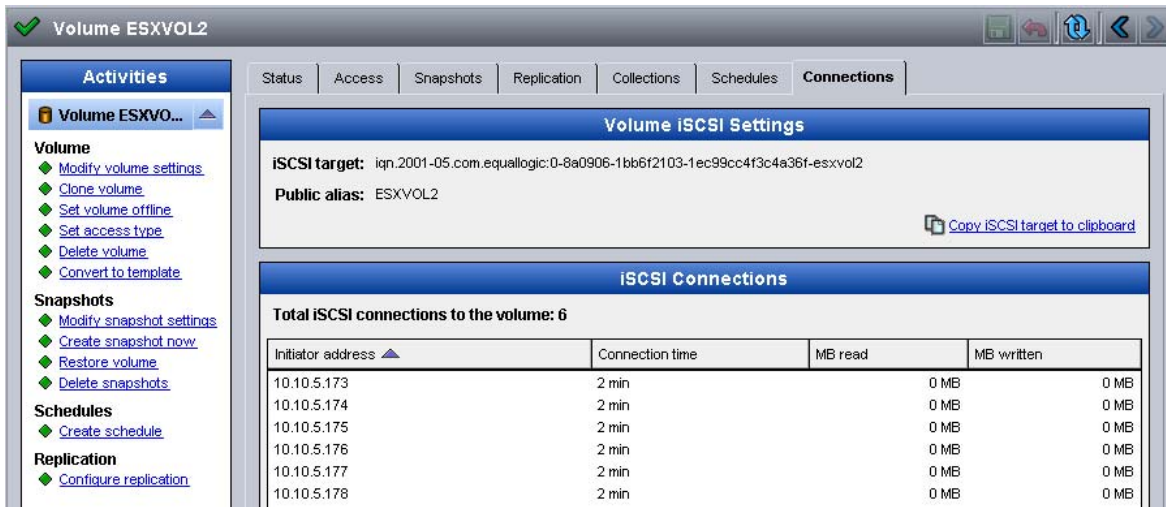 Volume ESXVOL2
Activities
Volume ESXVO...
Volume
Modify volume settings
Clone volume
Set volume offline
Set access type
Delete volume
Convert to template
Snapshots
Modify snapshot settings
Create snapshot now
Restore volume
Delete snapshots
Schedules
Create schedule
Replication
Configure replication
Status Access Snapshots Replication Collections Schedules Connections
Volume iSCSI Settings
iSCSI target: iqn.2001-05.com.equallogic:0-8a0906-1bb6f2103-1ec99cc4f3c4a36f-esxvol2
Public alias: ESXVOL2
Copy iSCSI target to clipboard
iSCSI Connections
Total iSCSI connections to the volume: 6
Initiator address Connection time MB read MB written
10.10.5.173 2 min 0 MB 0 MB
10.10.5.174 2 min 0 MB 0 MB
10.10.5.175 2 min 0 MB 0 MB
10.10.5.176 2 min 0 MB 0 MB
10.10.5.177 2 min 0 MB 0 MB
10.10.5.178 2 min 0 MB 0 MB